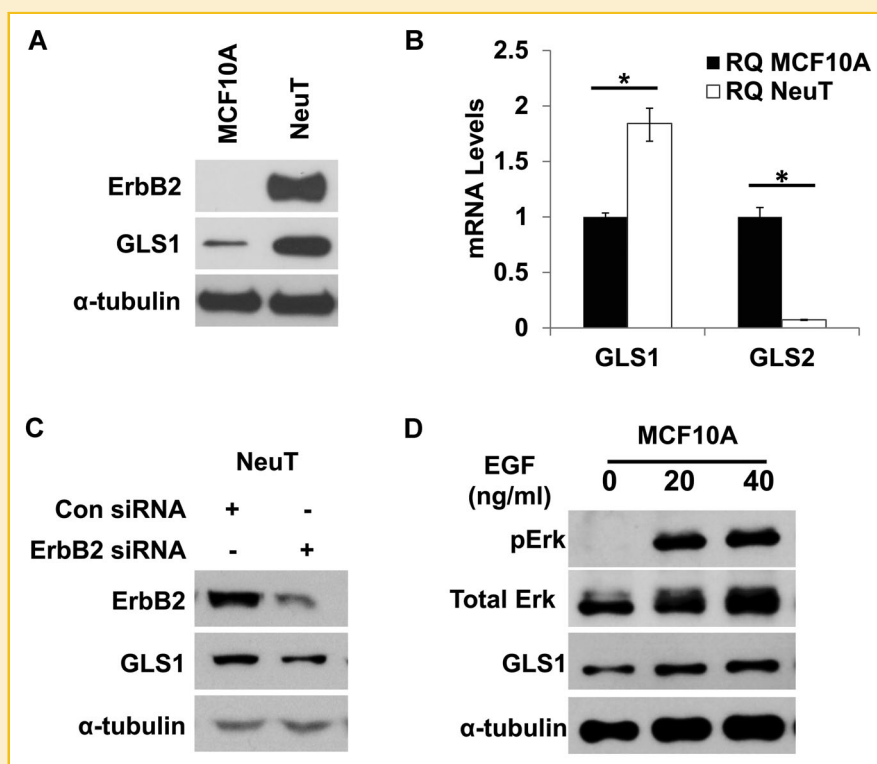 A
MCF10A
NeuT
ErbB2
GLS1
α-tubulin
B
mRNA Levels
2.5
2
1.5
1
0.5
0
RQ MCF10A
RQ NeuT
*
*
GLS1
GLS2
C
NeuT
Con siRNA + -
ErbB2 siRNA - +
ErbB2
GLS1
α-tubulin
D
MCF10A
EGF
(ng/ml)
0 20 40
pErk
Total Erk
GLS1
α-tubulin